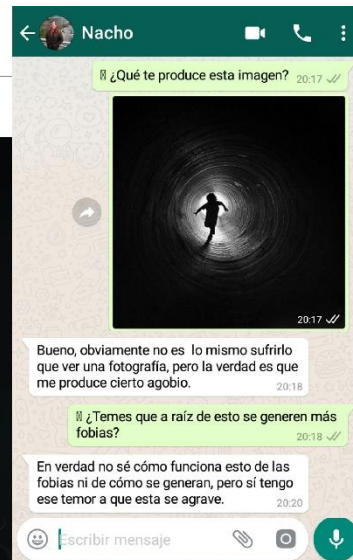 Nacho
¿Qué te produce esta imagen? 20:17
20:17
Bueno, obviamente no es lo mismo sufrirlo
que ver una fotografía, pero la verdad es que
me produce cierto agobio. 20:18
¿Temes que a raíz de esto se generen más
fobias? 20:18
En verdad no sé cómo funciona esto de las
fobias ni de cómo se generan, pero sí tengo
ese temor a que esta se agrave. 20:20
Escribir mensaje